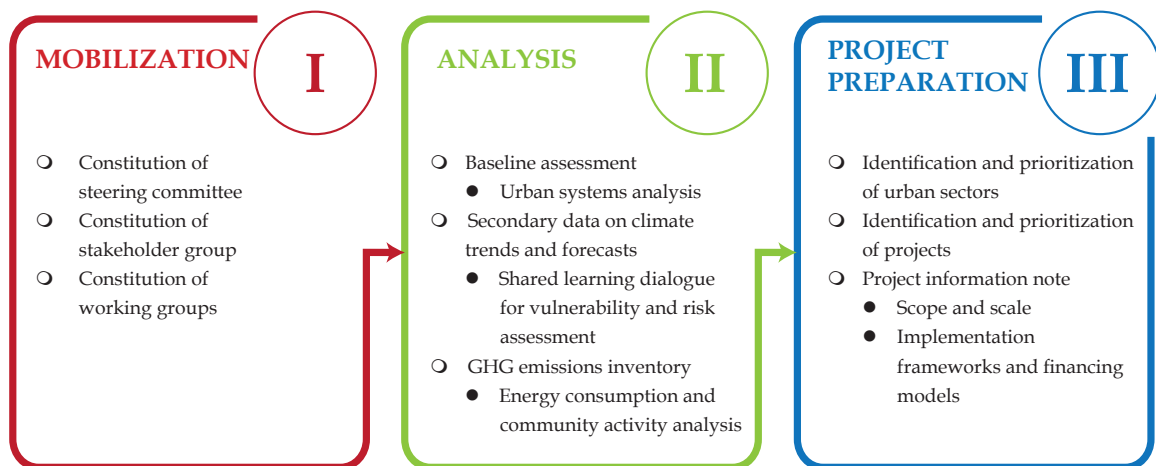 MOBILIZATION
I
❍ Constitution of
steering committee
❍ Constitution of
stakeholder group
❍ Constitution of
working groups
ANALYSIS
II
❍ Baseline assessment
● Urban systems analysis
❍ Secondary data on climate
trends and forecasts
● Shared learning dialogue
for vulnerability and risk
assessment
❍ GHG emissions inventory
● Energy consumption and
community activity analysis
PROJECT
PREPARATION
III
❍ Identification and prioritization
of urban sectors
❍ Identification and prioritization
of projects
❍ Project information note
● Scope and scale
● Implementation
frameworks and financing
models